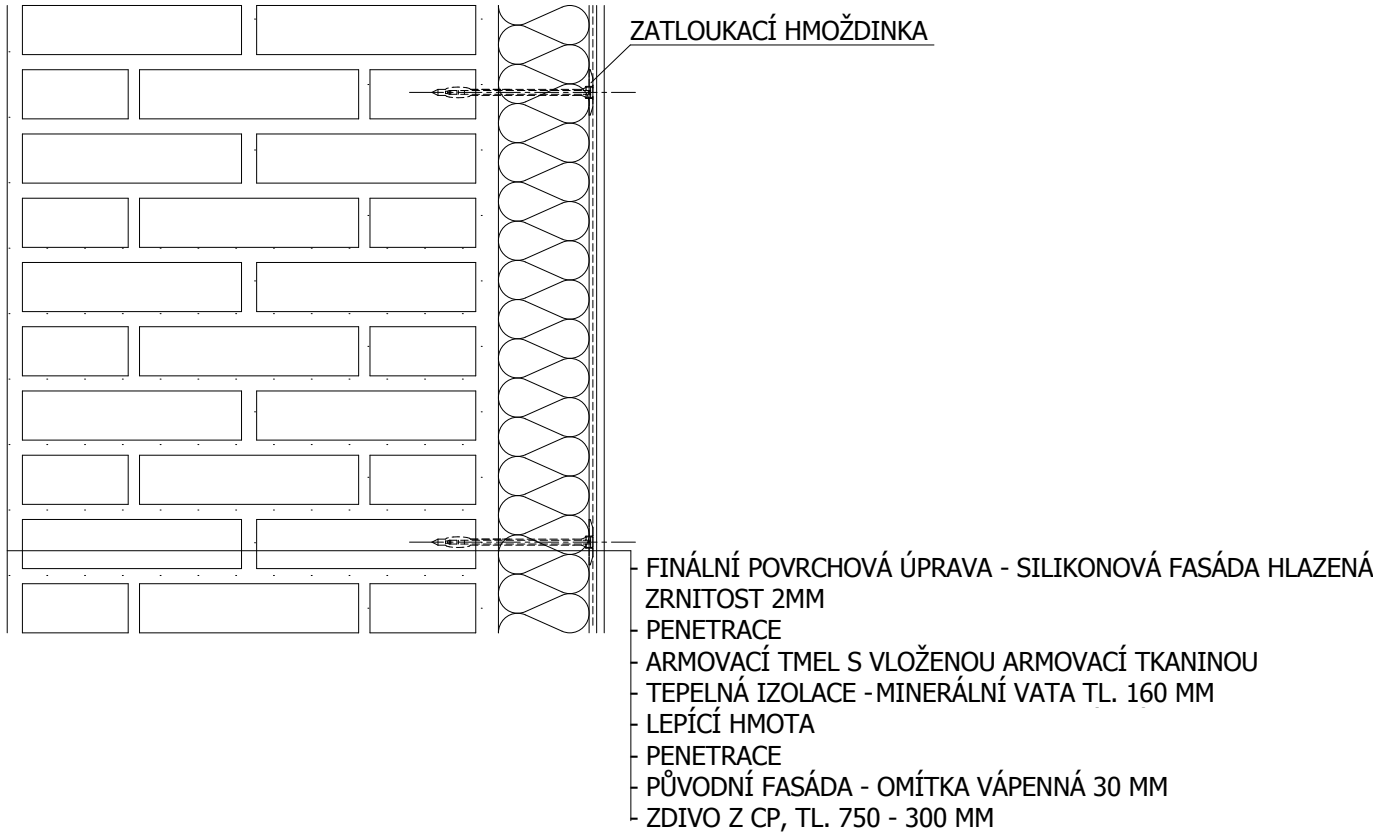 ZATLOUKACÍ HMOŽDINKA
- FINÁLNÍ POVRCHOVÁ ÚPRAVA - SILIKONOVÁ FASÁDA HLAZENÁ
ZRNITOST 2MM
- PENETRACE
- ARMOVACÍ TMEL S VLOŽENOU ARMOVACÍ TKANINOU
- TEPELNÁ IZOLACE -MINERÁLNÍ VATA TL. 160 MM
- LEPÍCÍ HMOTA
- PENETRACE
- PŮVODNÍ FASÁDA - OMÍTKA VÁPENNÁ 30 MM
- ZDIVO Z CP, TL. 750 - 300 MM